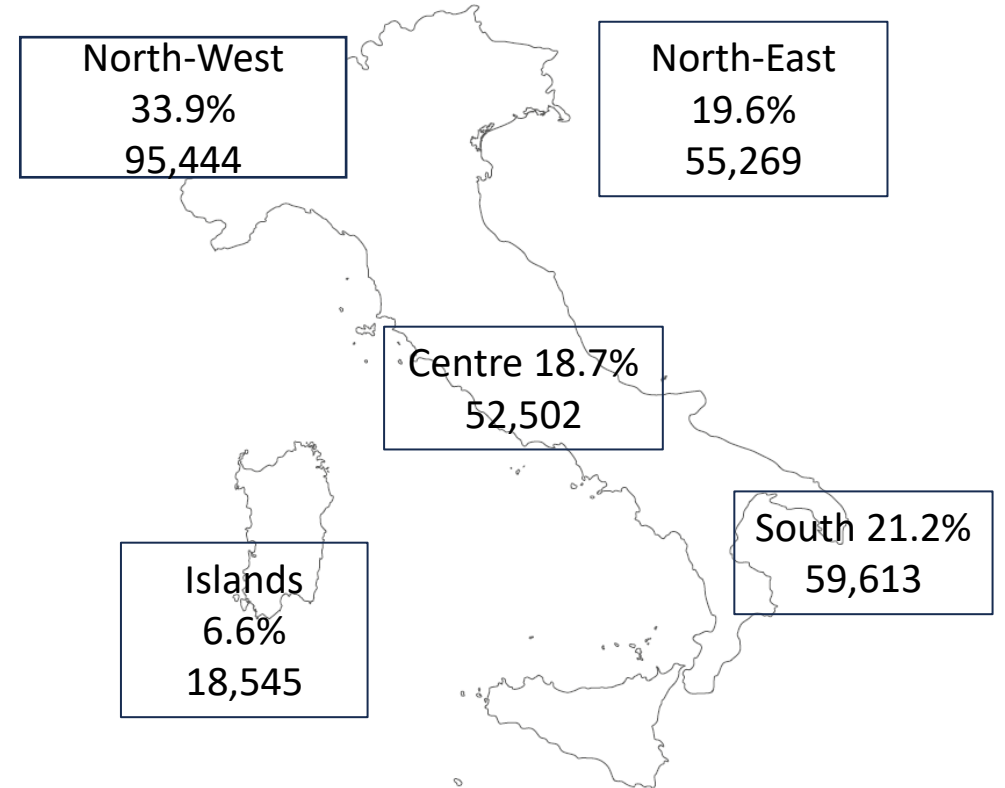 North-West
33.9%
95,444
North-East
19.6%
55,269
Centre 18.7%
52,502
South 21.2%
59,613
Islands
6.6%
18,545